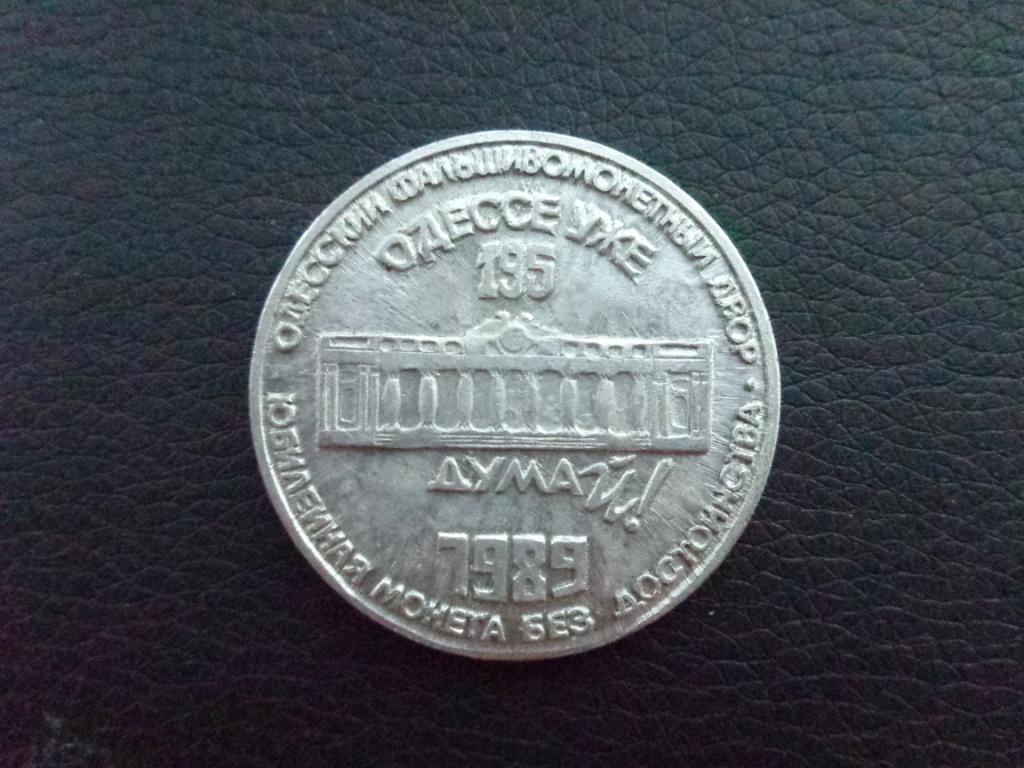 ОДЕССКИЙ ФАЛЬШИВОМОНЕТНЫЙ ДВОР •
ОДЕССЕ УЖЕ
195
ДУМАЙ!
1989
ЮБИЛЕЙНАЯ МОНЕТА БЕЗ ДОСТОИНСТВА